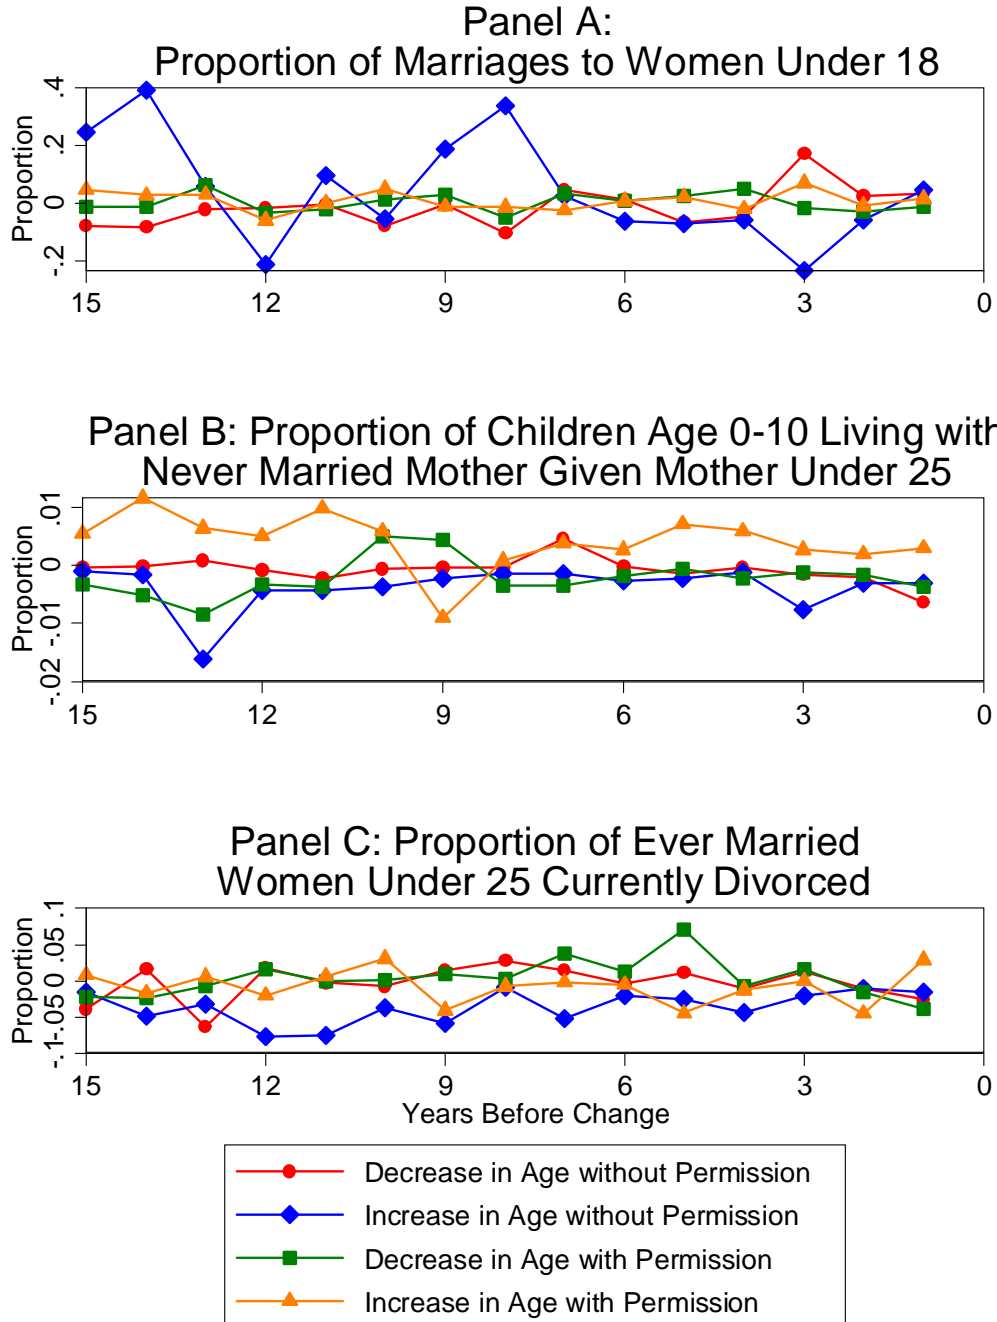 Panel A:
Proportion of Marriages to Women Under 18
Proportion
.4
.2
0
-.2
15 12 9 6 3 0
Panel B: Proportion of Children Age 0-10 Living with
Never Married Mother Given Mother Under 25
Proportion
.01
0
-.01
-.02
15 12 9 6 3 0
Panel C: Proportion of Ever Married
Women Under 25 Currently Divorced
Proportion
.1
.05
0
-.05
-.1
15 12 9 6 3 0
Years Before Change
Decrease in Age without Permission
Increase in Age without Permission
Decrease in Age with Permission
Increase in Age with Permission